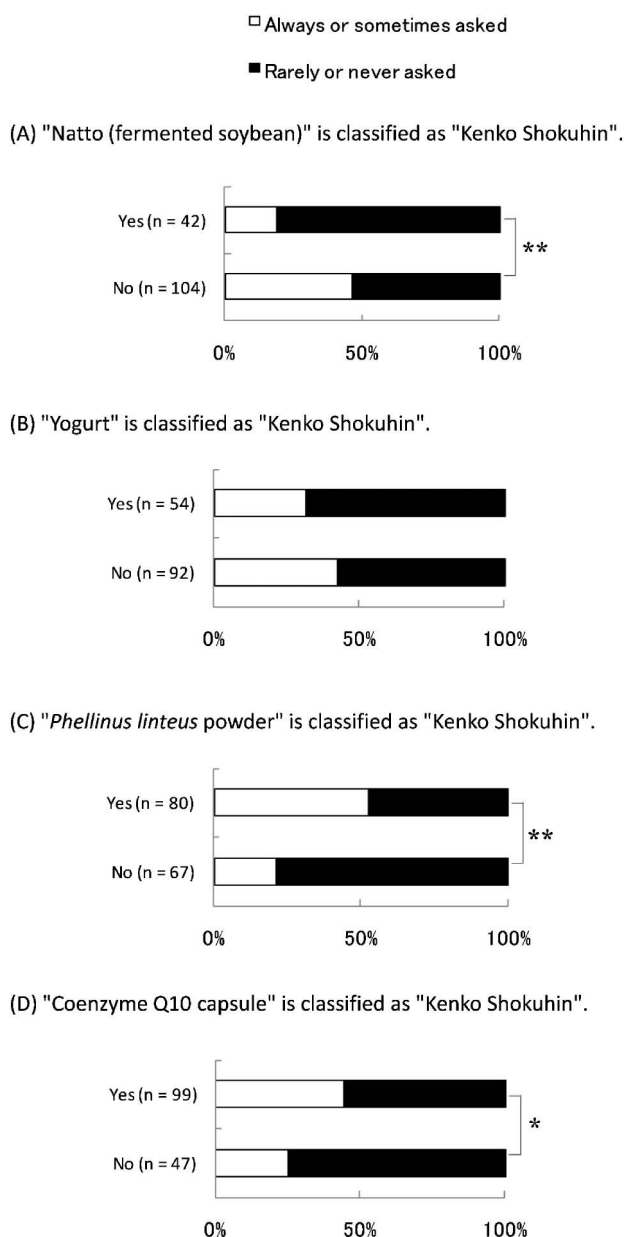 Always or sometimes asked
Rarely or never asked
(A) "Natto (fermented soybean)" is classified as "Kenko Shokuhin".
Yes (n = 42)
**
No (n = 104)
0% 50% 100%
(B) "Yogurt" is classified as "Kenko Shokuhin".
Yes (n = 54)
No (n = 92)
0% 50% 100%
(C) "Phellinus linteus powder" is classified as "Kenko Shokuhin".
Yes (n = 80)
**
No (n = 67)
0% 50% 100%
(D) "Coenzyme Q10 capsule" is classified as "Kenko Shokuhin".
Yes (n = 99)
*
No (n = 47)
0% 50% 100%